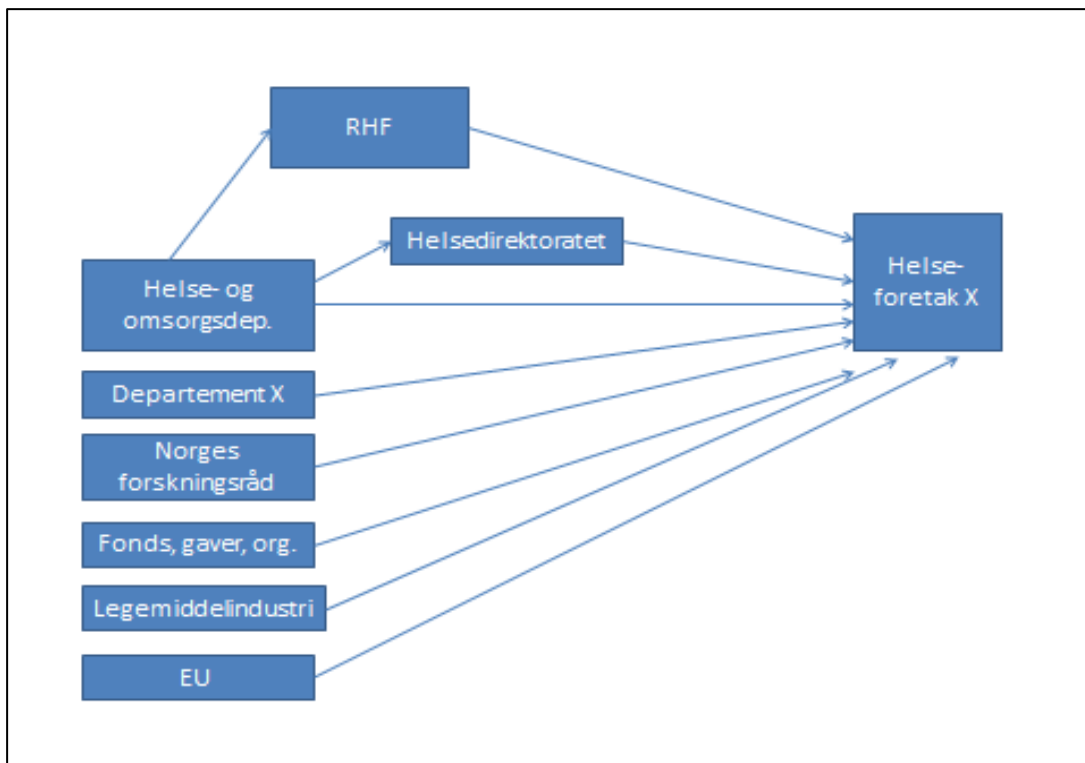 RHF
Helsedirektoratet
Helse-
foretak X
Helse- og
omsorgsdep.
Departement X
Norges
forskningsråd
Fonds, gaver, org.
Legemiddelindustri
EU